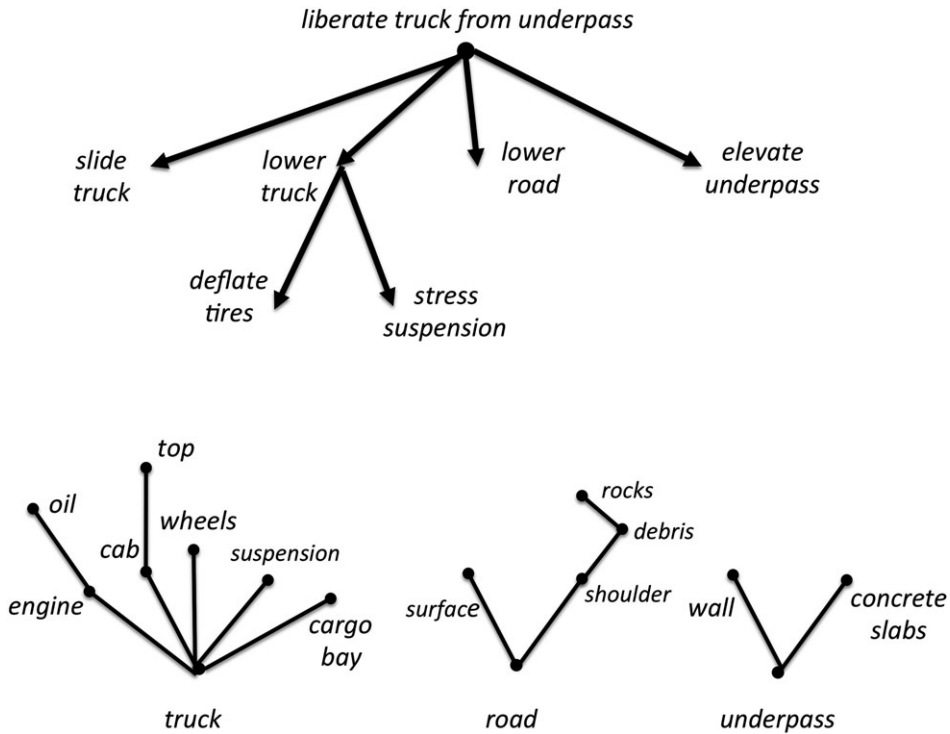 liberate truck from underpass
slide
truck
lower
truck
lower
road
elevate
underpass
deflate
tires
stress
suspension
top
oil
wheels
cab
suspension
engine
cargo
bay
truck
rocks
debris
surface
shoulder
road
wall
concrete
slabs
underpass